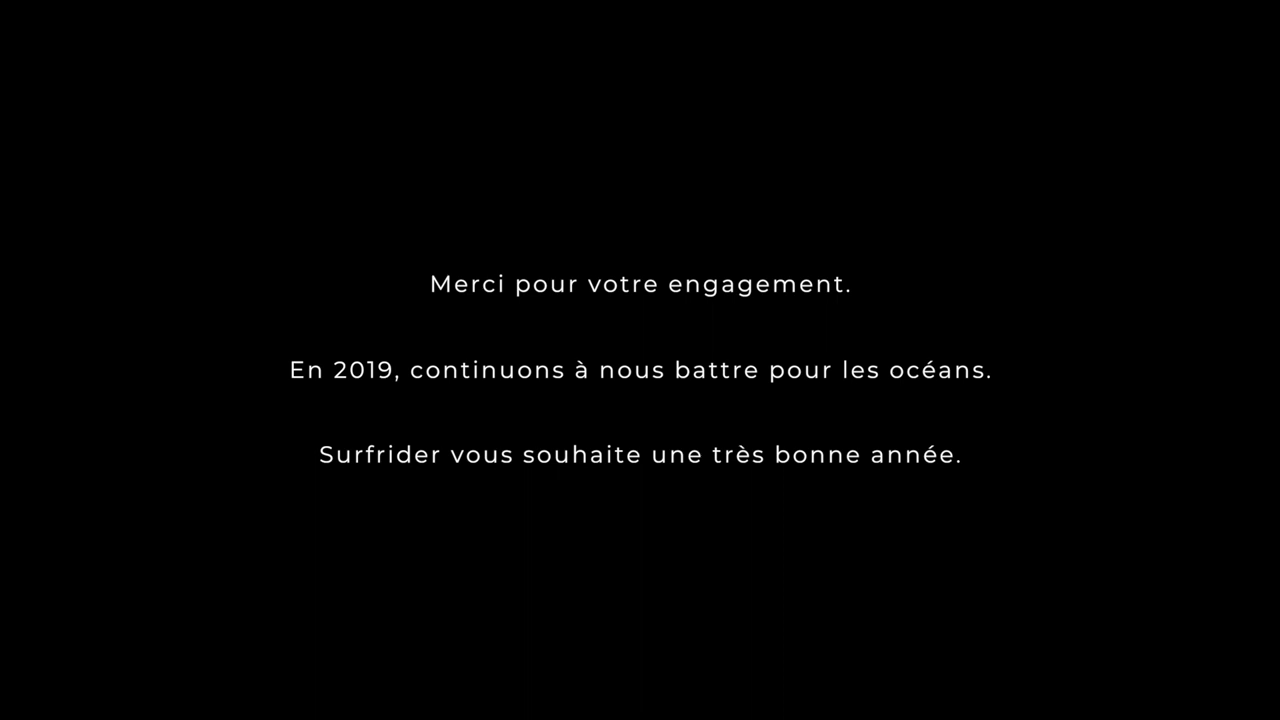 Merci pour votre engagement.
En 2019, continuons à nous battre pour les océans.
Surfrider vous souhaite une très bonne année.